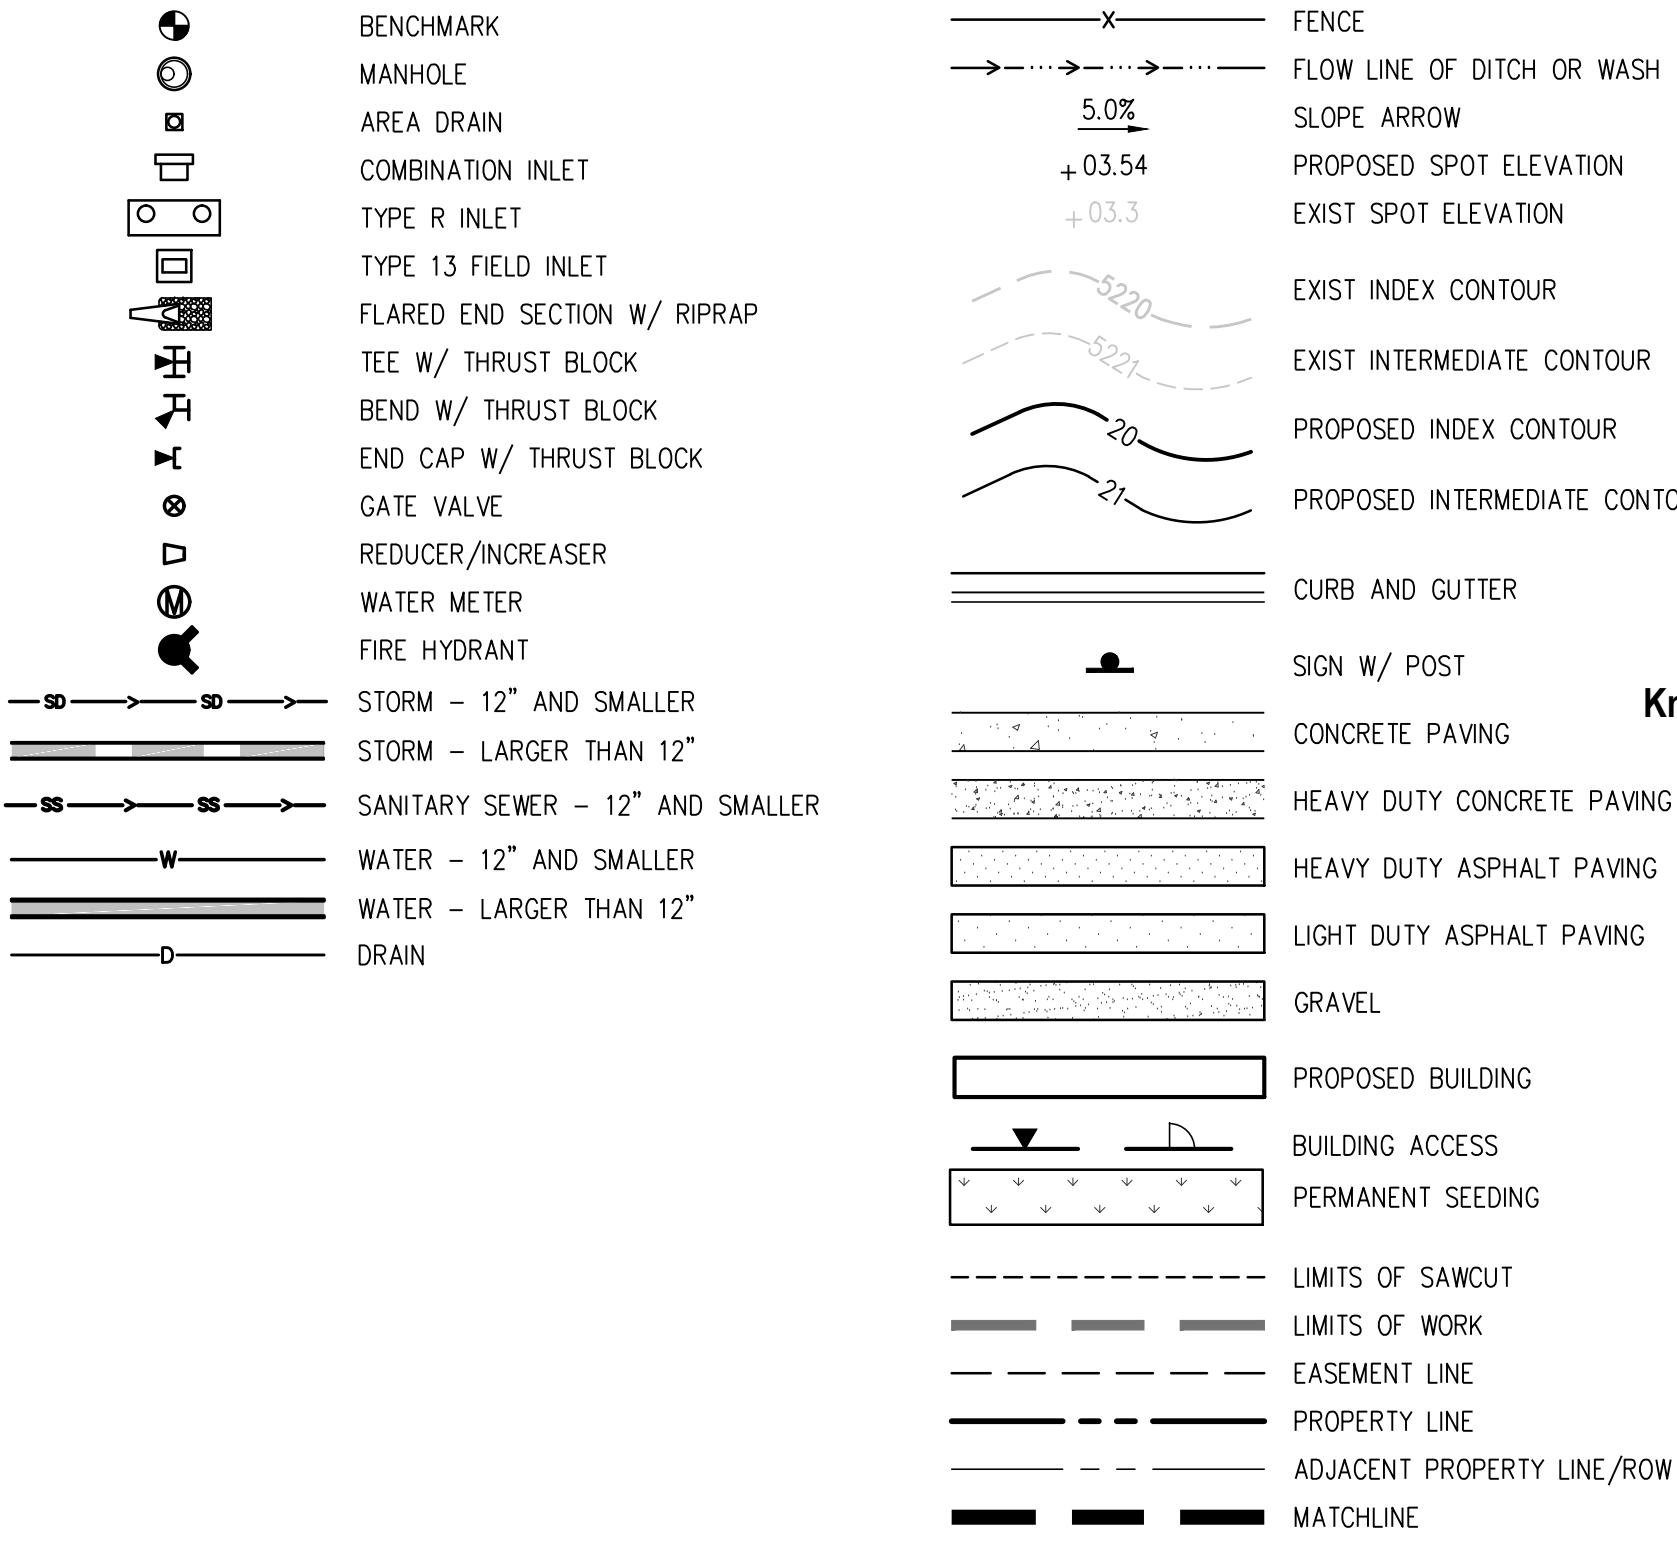 BENCHMARK
MANHOLE
AREA DRAIN
COMBINATION INLET
TYPE R INLET
TYPE 13 FIELD INLET
FLARED END SECTION W/ RIPRAP
TEE W/ THRUST BLOCK
BEND W/ THRUST BLOCK
END CAP W/ THRUST BLOCK
GATE VALVE
REDUCER/INCREASER
M WATER METER
FIRE HYDRANT
SD SD STORM – 12" AND SMALLER
STORM – LARGER THAN 12"
SS SS SANITARY SEWER – 12" AND SMALLER
W WATER – 12" AND SMALLER
WATER – LARGER THAN 12"
D DRAIN
X FENCE
FLOW LINE OF DITCH OR WASH
5.0% SLOPE ARROW
+03.54 PROPOSED SPOT ELEVATION
+03.3 EXIST SPOT ELEVATION
5220 EXIST INDEX CONTOUR
5221 EXIST INTERMEDIATE CONTOUR
20 PROPOSED INDEX CONTOUR
21 PROPOSED INTERMEDIATE
CURB AND GUTTER
SIGN W/ POST
CONCRETE PAVING
HEAVY DUTY CONCRETE PAVING
HEAVY DUTY ASPHALT PAVING
LIGHT DUTY ASPHALT PAVING
GRAVEL
PROPOSED BUILDING
BUILDING ACCESS
PERMANENT SEEDING
LIMITS OF SAWCUT
LIMITS OF WORK
EASEMENT LINE
PROPERTY LINE
ADJACENT PROPERTY LINE/ROW
MATCHLINE